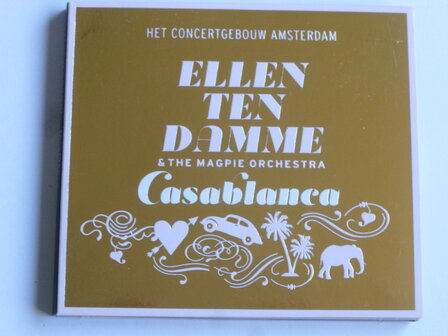 HET CONCERTGEBOUW AMSTERDAM
ELLEN
TEN
DAMME
& THE MAGPIE ORCHESTRA
Casablanca